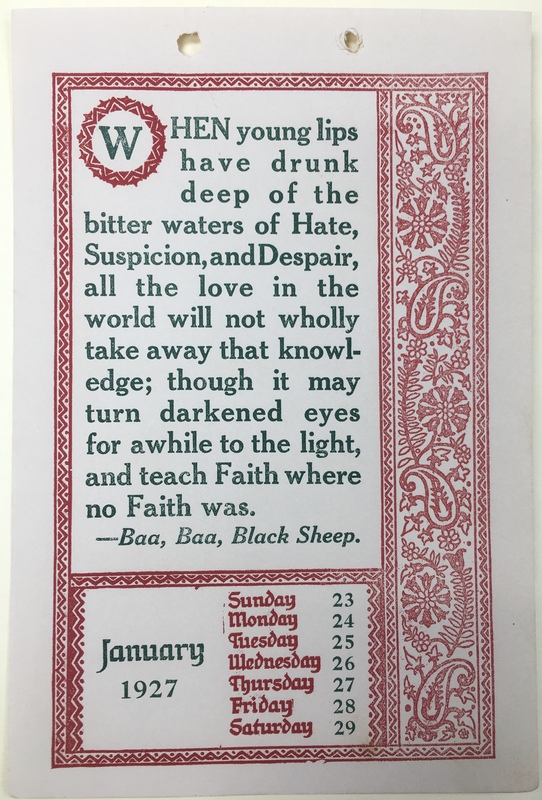 WHEN young lips
have drunk
deep of the
bitter waters of Hate,
Suspicion, and Despair,
all the love in the
world will not wholly
take away that knowl-
edge; though it may
turn darkened eyes
for awhile to the light,
and teach Faith where
no Faith was.
—Baa, Baa, Black Sheep.
January
1927
Sunday 23
Monday 24
Tuesday 25
Wednesday 26
Thursday 27
Friday 28
Saturday 29